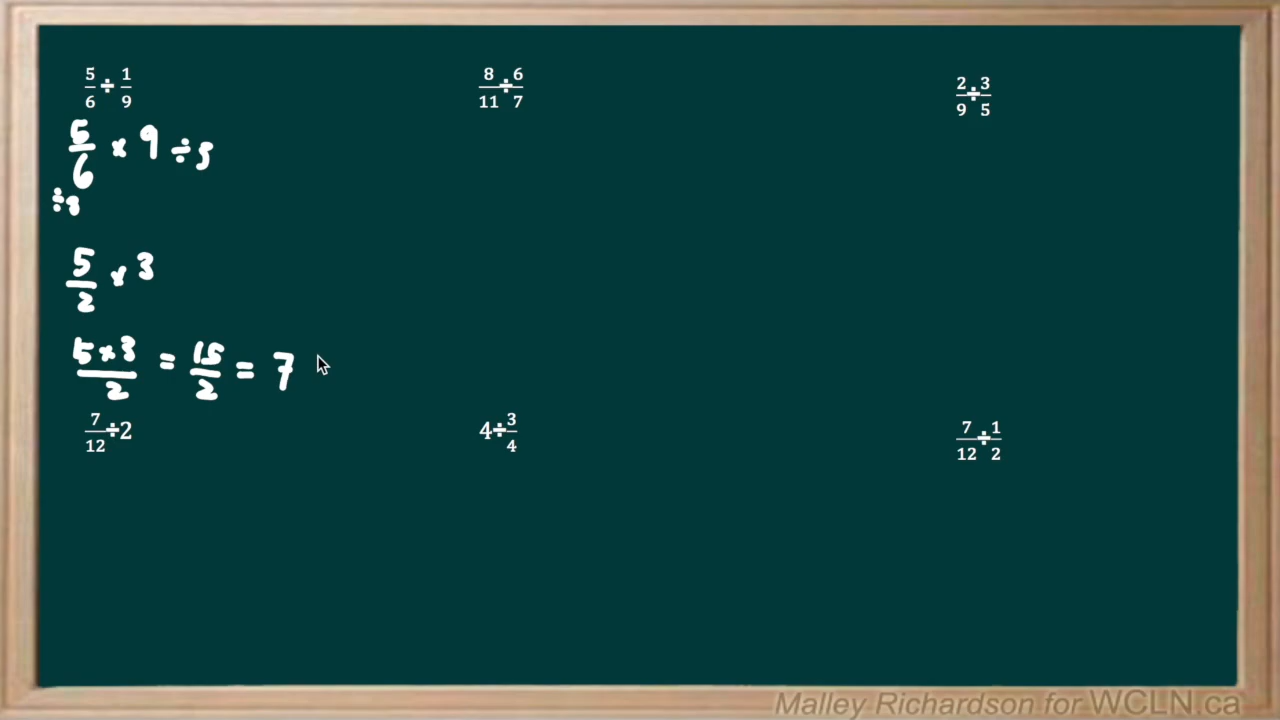 5/6 ÷ 1/9
5/6 × 9 ÷3
÷3
5/2 × 3
5×3/2 = 15/2 = 7
8/11 ÷ 6/7
2/9 ÷ 3/5
7/12 ÷ 2
4 ÷ 3/4
7/12 ÷ 1/2
Malley Richardson for WCLN.ca